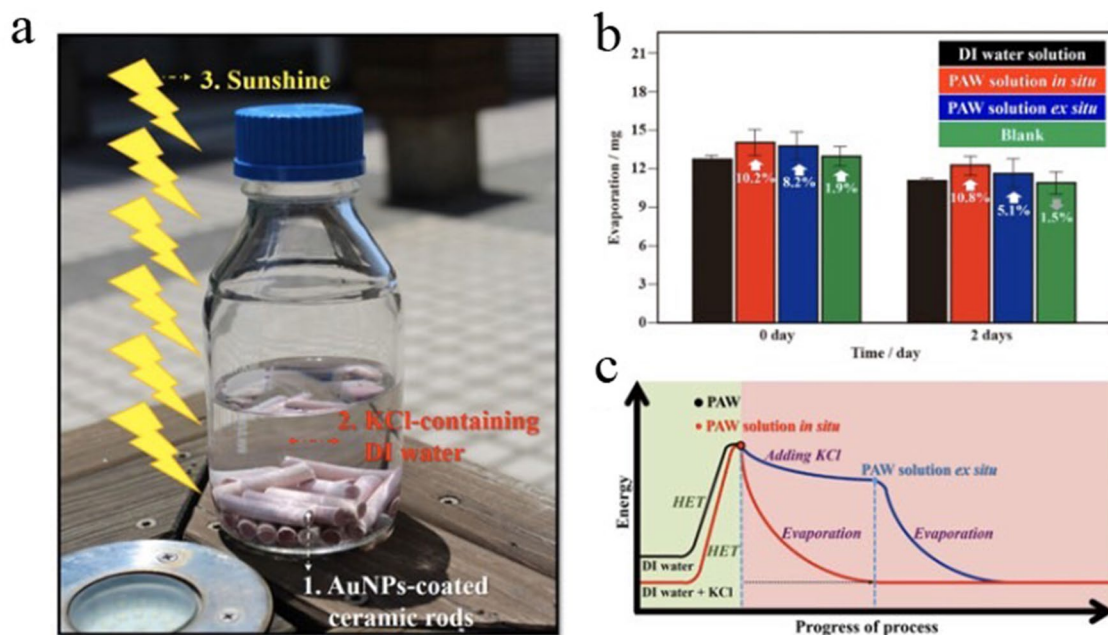 a
3. Sunshine
2. KCl-containing
DI water
1. AuNPs-coated
ceramic rods
b
Evaporation / mg
21
18
15
12
9
6
3
0
DI water solution
PAW solution in situ
PAW solution ex situ
Blank
10.2%
8.2%
1.9%
10.8%
5.1%
1.5%
0 day
2 days
Time / day
c
Energy
PAW
PAW solution in situ
Adding KCl
PAW solution ex situ
HET
HET
Evaporation
Evaporation
DI water
DI water + KCl
Progress of process